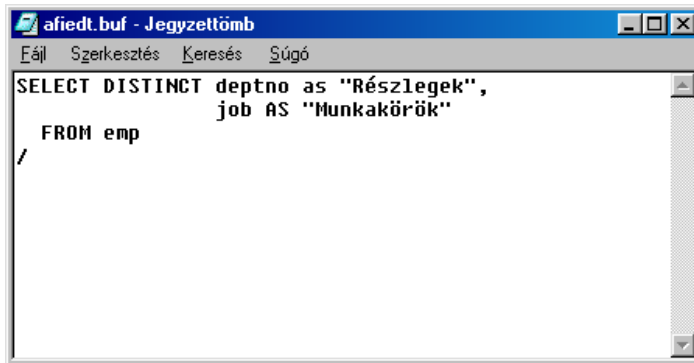 afiedt.buf - Jegyzettömb
Fájl Szerkesztés Keresés Súgó
SELECT DISTINCT deptno as "Részlegek",
job AS "Munkakörök"
FROM emp
/